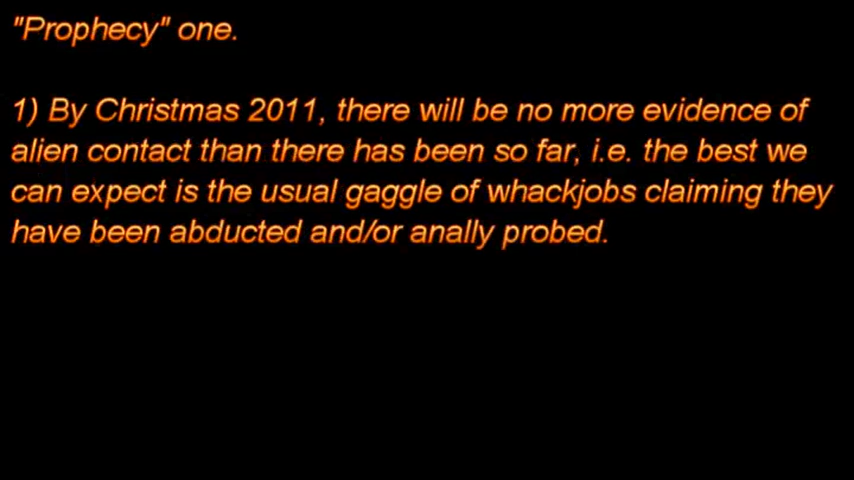 "Prophecy" one.
1) By Christmas 2011, there will be no more evidence of
alien contact than there has been so far, i.e. the best we
can expect is the usual gaggle of whackjobs claiming they
have been abducted and/or anally probed.